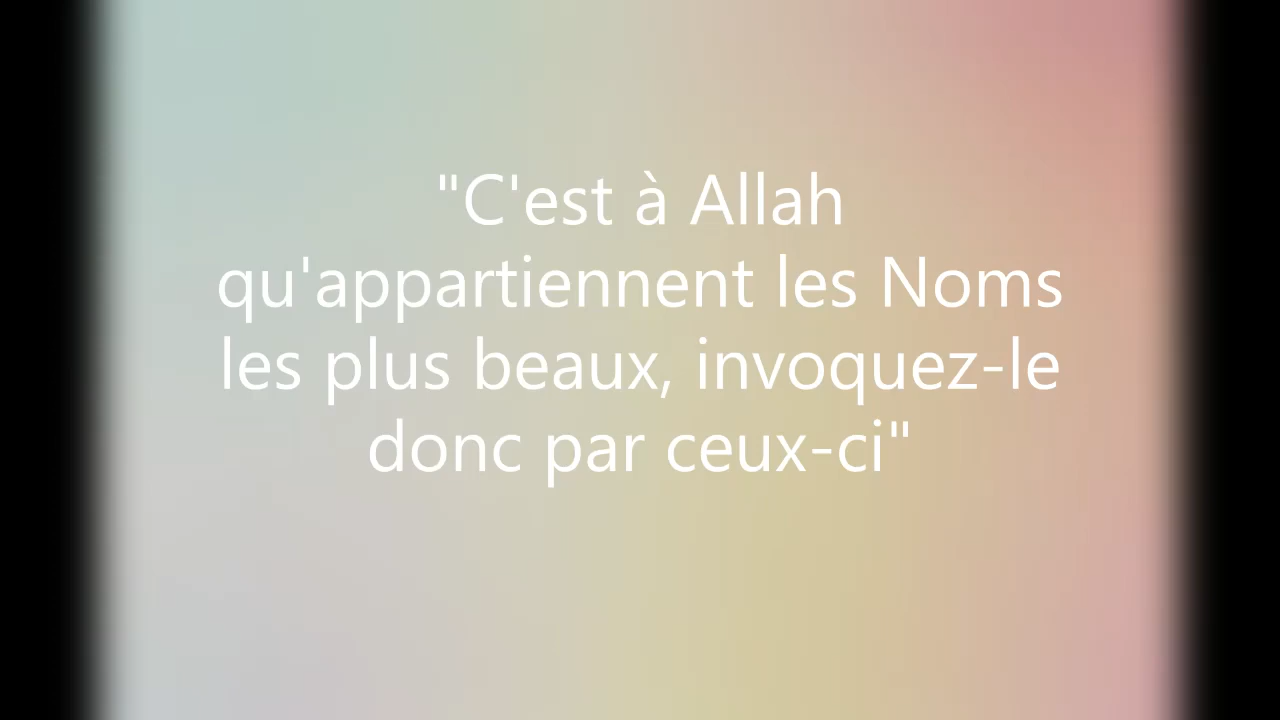 "C'est à Allah
qu'appartiennent les Noms
les plus beaux, invoquez-le
donc par ceux-ci"